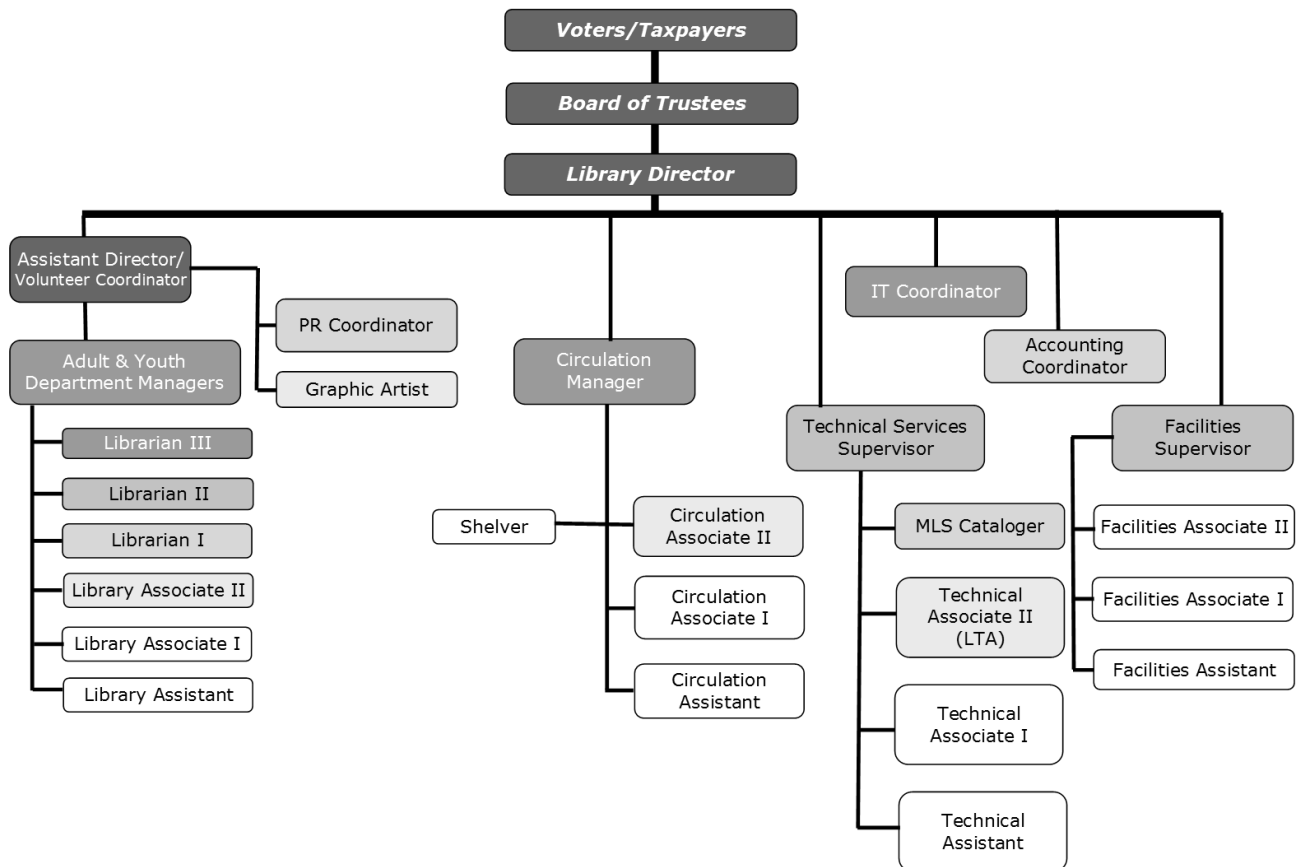 Voters/Taxpayers
Board of Trustees
Library Director
Assistant Director/
Volunteer Coordinator
PR Coordinator
Graphic Artist
Adult & Youth
Department Managers
Librarian III
Librarian II
Librarian I
Library Associate II
Library Associate I
Library Assistant
Circulation
Manager
Shelver
Circulation
Associate II
Circulation
Associate I
Circulation
Assistant
Technical Services
Supervisor
MLS Cataloger
Technical
Associate II
(LTA)
Technical
Associate I
Technical
Assistant
IT Coordinator
Accounting
Coordinator
Facilities
Supervisor
Facilities Associate II
Facilities Associate I
Facilities Assistant